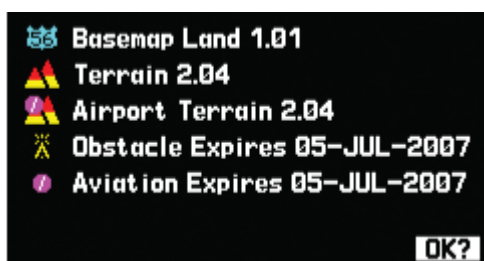 56 Basemap Land 1.01
Terrain 2.04
Airport Terrain 2.04
Obstacle Expires 05-JUL-2007
Aviation Expires 05-JUL-2007
OK?